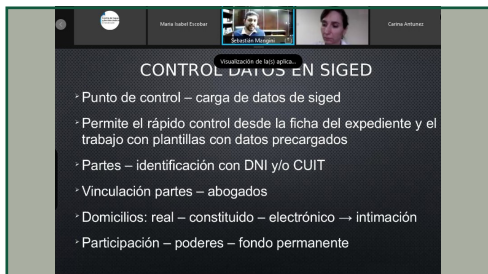 Maria Isabel Escobar
Sebastián Mangini
Carina Antunez
Visualización de la(s) aplica...
CONTROL DATOS EN SIGED
Punto de control – carga de datos de siged
Permite el rápido control desde la ficha del expediente y el
trabajo con plantillas con datos precargados
Partes – identificación con DNI y/o CUIT
Vinculación partes – abogados
Domicilios: real – constituido – electrónico → intimación
Participación – poderes – fondo permanente